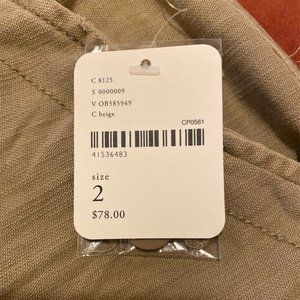 C 8125
S 0000009
V OB585949
C beige
CP0561
41536483
size
2
$78.00